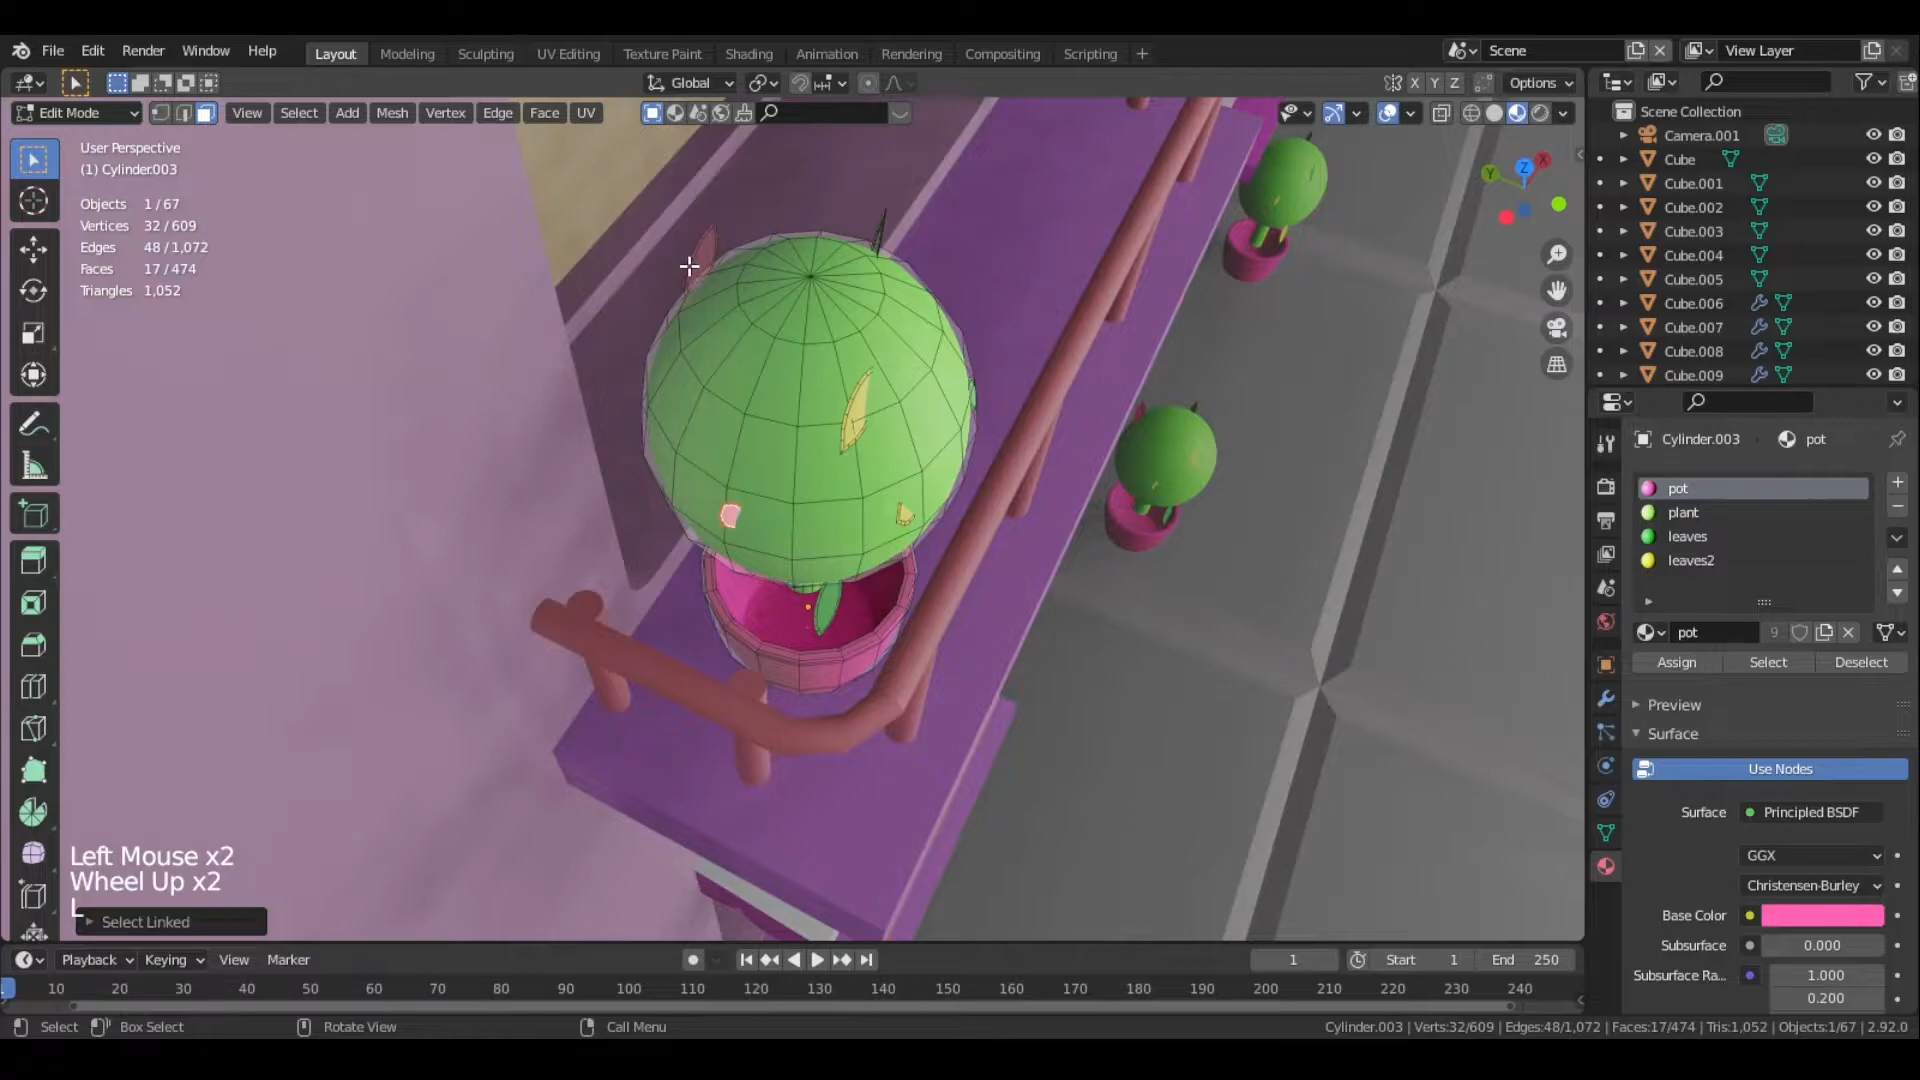 File Edit Render Window Help Layout Modeling Sculpting UV Editing Texture Paint Shading Animation Rendering Compositing Scripting + Scene View Layer
Global X Y Z Options
Edit Mode View Select Add Mesh Vertex Edge Face UV
User Perspective
(1) Cylinder.003
Objects 1 / 67
Vertices 32 / 609
Edges 48 / 1,072
Faces 17 / 474
Triangles 1,052
X
Y
Z
Left Mouse x2
Wheel Up x2
L
Select Linked
Scene Collection
Camera.001
Cube
Cube.001
Cube.002
Cube.003
Cube.004
Cube.005
Cube.006
Cube.007
Cube.008
Cube.009
Cylinder.003 pot
pot
plant
leaves
leaves2
pot 9
Assign Select Deselect
Preview
Surface
Use Nodes
Surface Principled BSDF
GGX
Christensen-Burley
Base Color
Subsurface 0.000
Subsurface Ra... 1.000
0.200
Playback Keying View Marker 1 Start 1 End 250
1 10 20 30 40 50 60 70 80 90 100 110 120 130 140 150 160 170 180 190 200 210 220 230 240
Select Box Select Rotate View Call Menu Cylinder.003 | Verts:32/609 | Edges:48/1,072 | Faces:17/474 | Tris:1,052 | Objects:1/67 | 2.92.0